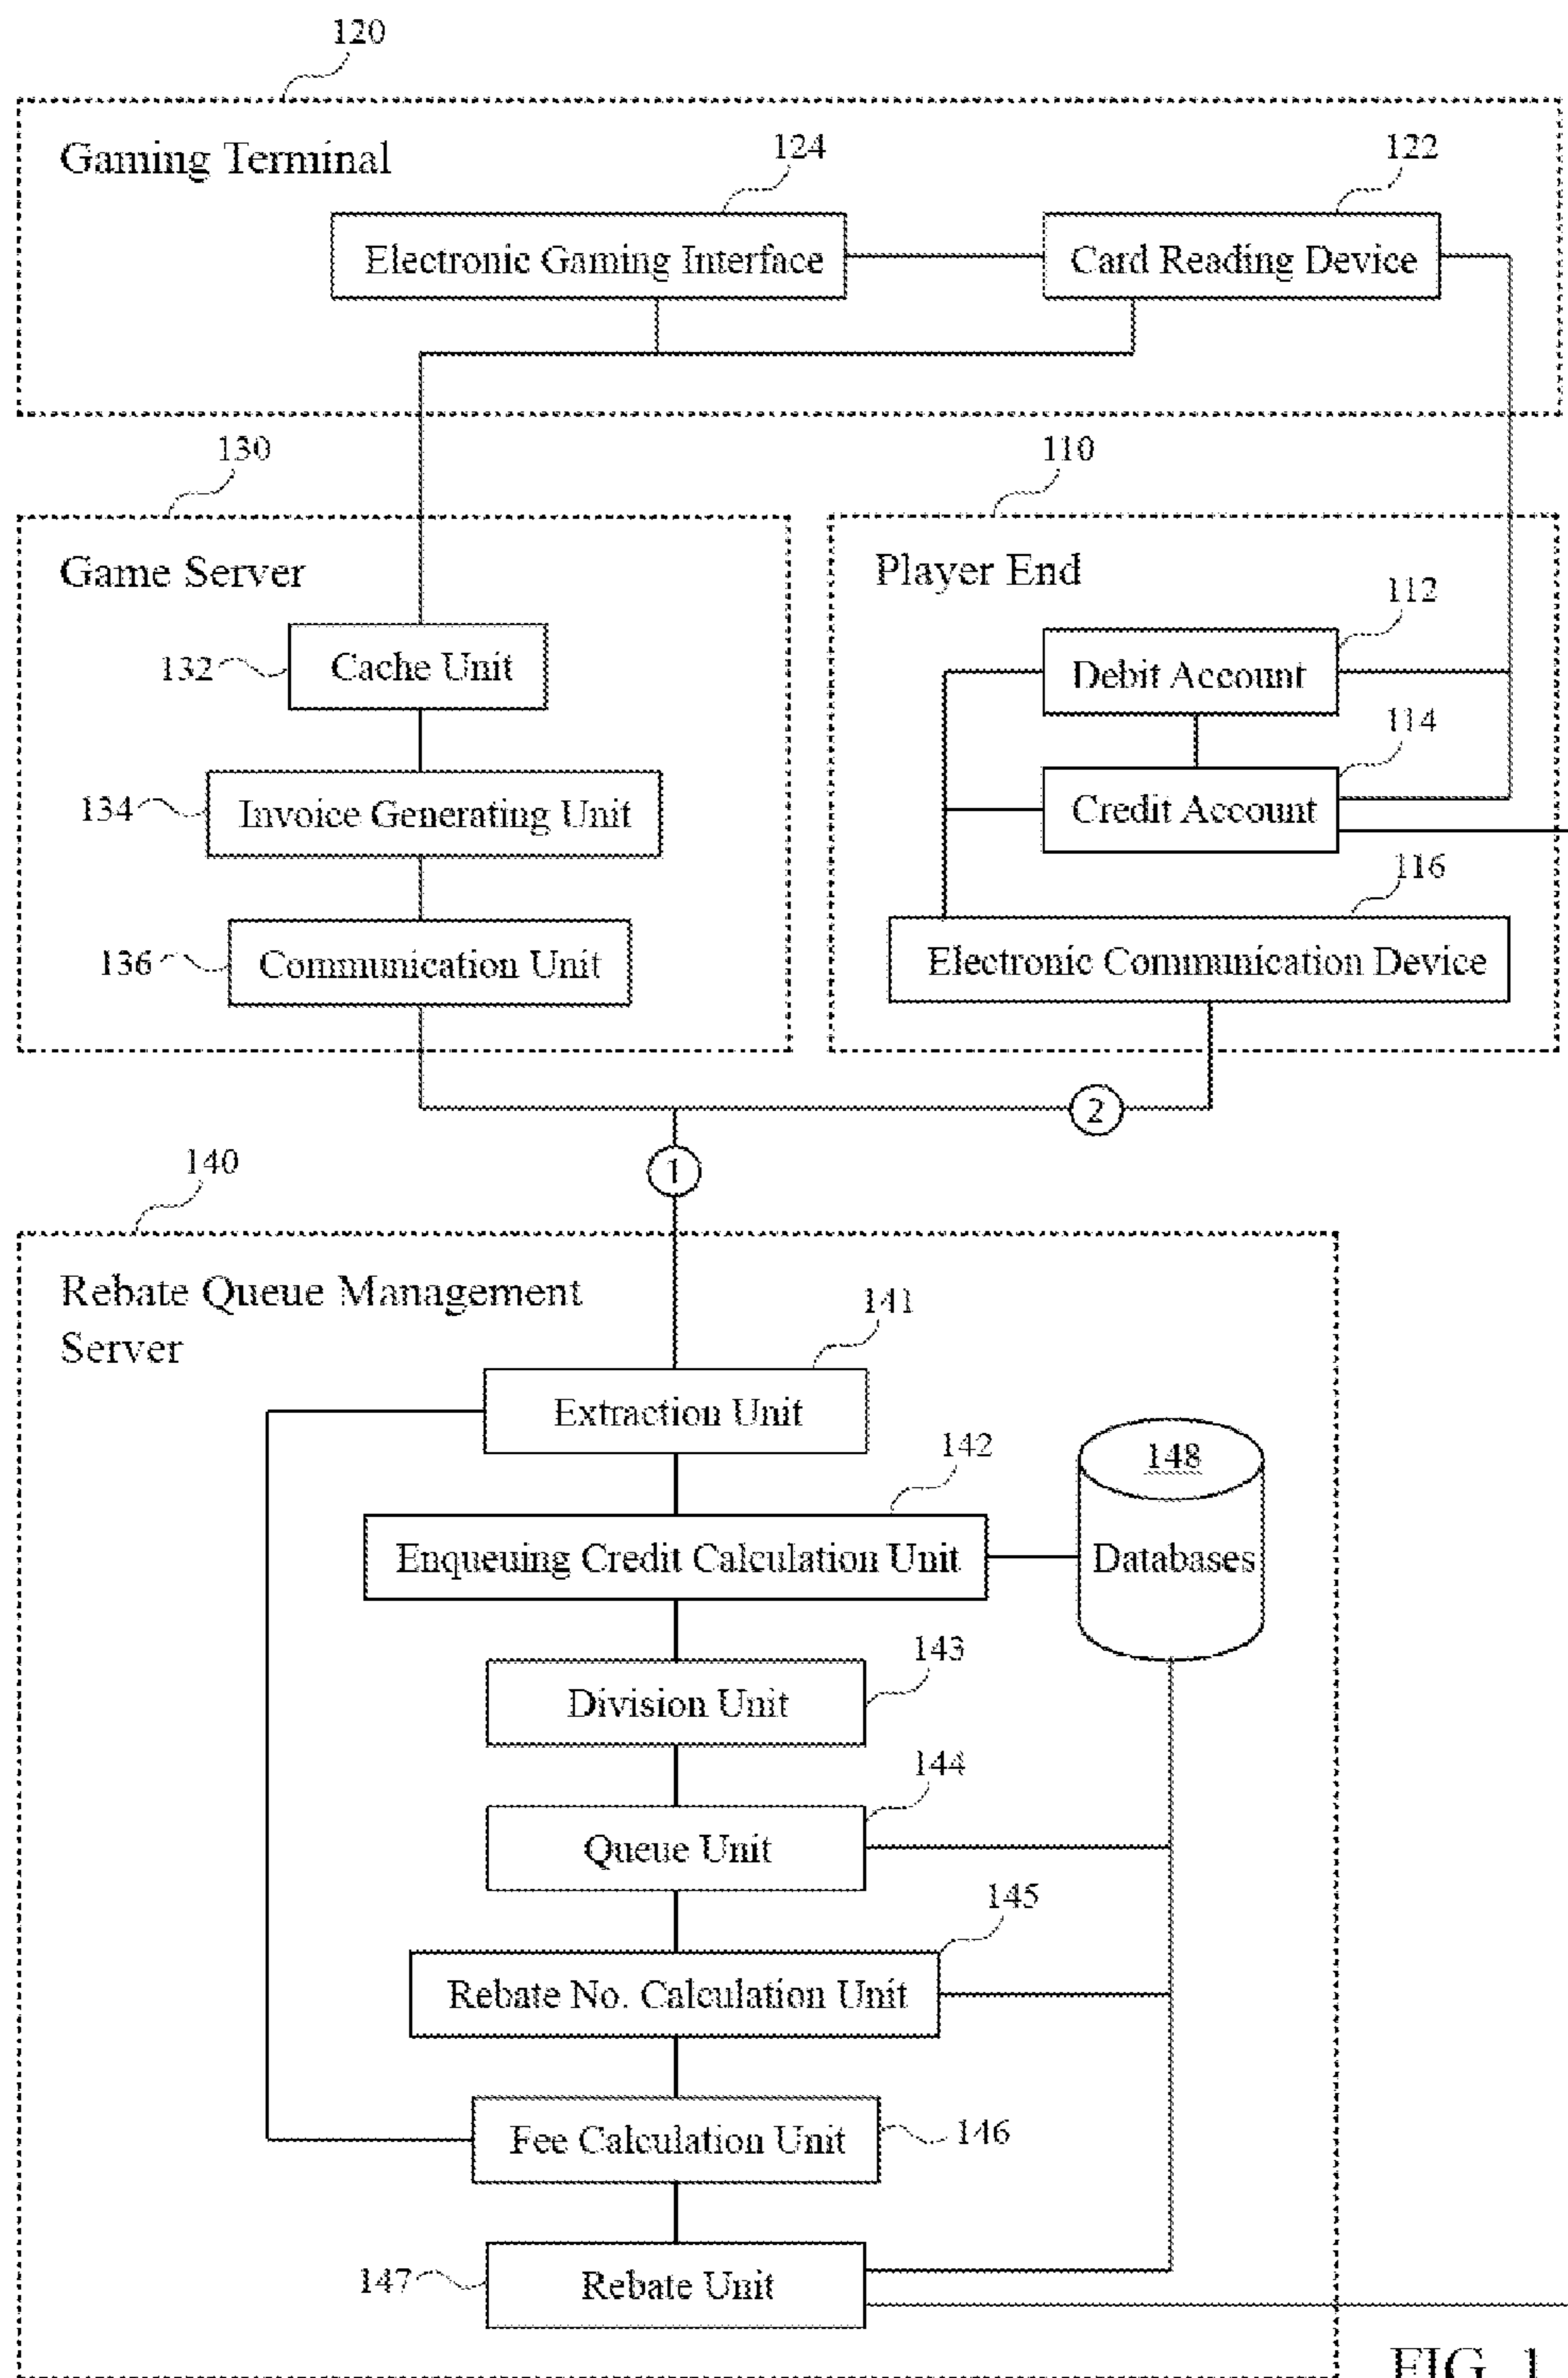 120
Gaming Terminal
124
122
Electronic Gaming Interface
Card Reading Device
130
110
Game Server
Player End
112
132
Cache Unit
Debit Account
114
134
Invoice Generating Unit
Credit Account
116
136
Communication Unit
Electronic Communication Device
2
1
140
Rebate Queue Management
Server
141
Extraction Unit
142
148
Enqueuing Credit Calculation Unit
Databases
143
Division Unit
144
Queue Unit
145
Rebate No. Calculation Unit
Fee Calculation Unit
146
147
Rebate Unit
FIG. 1